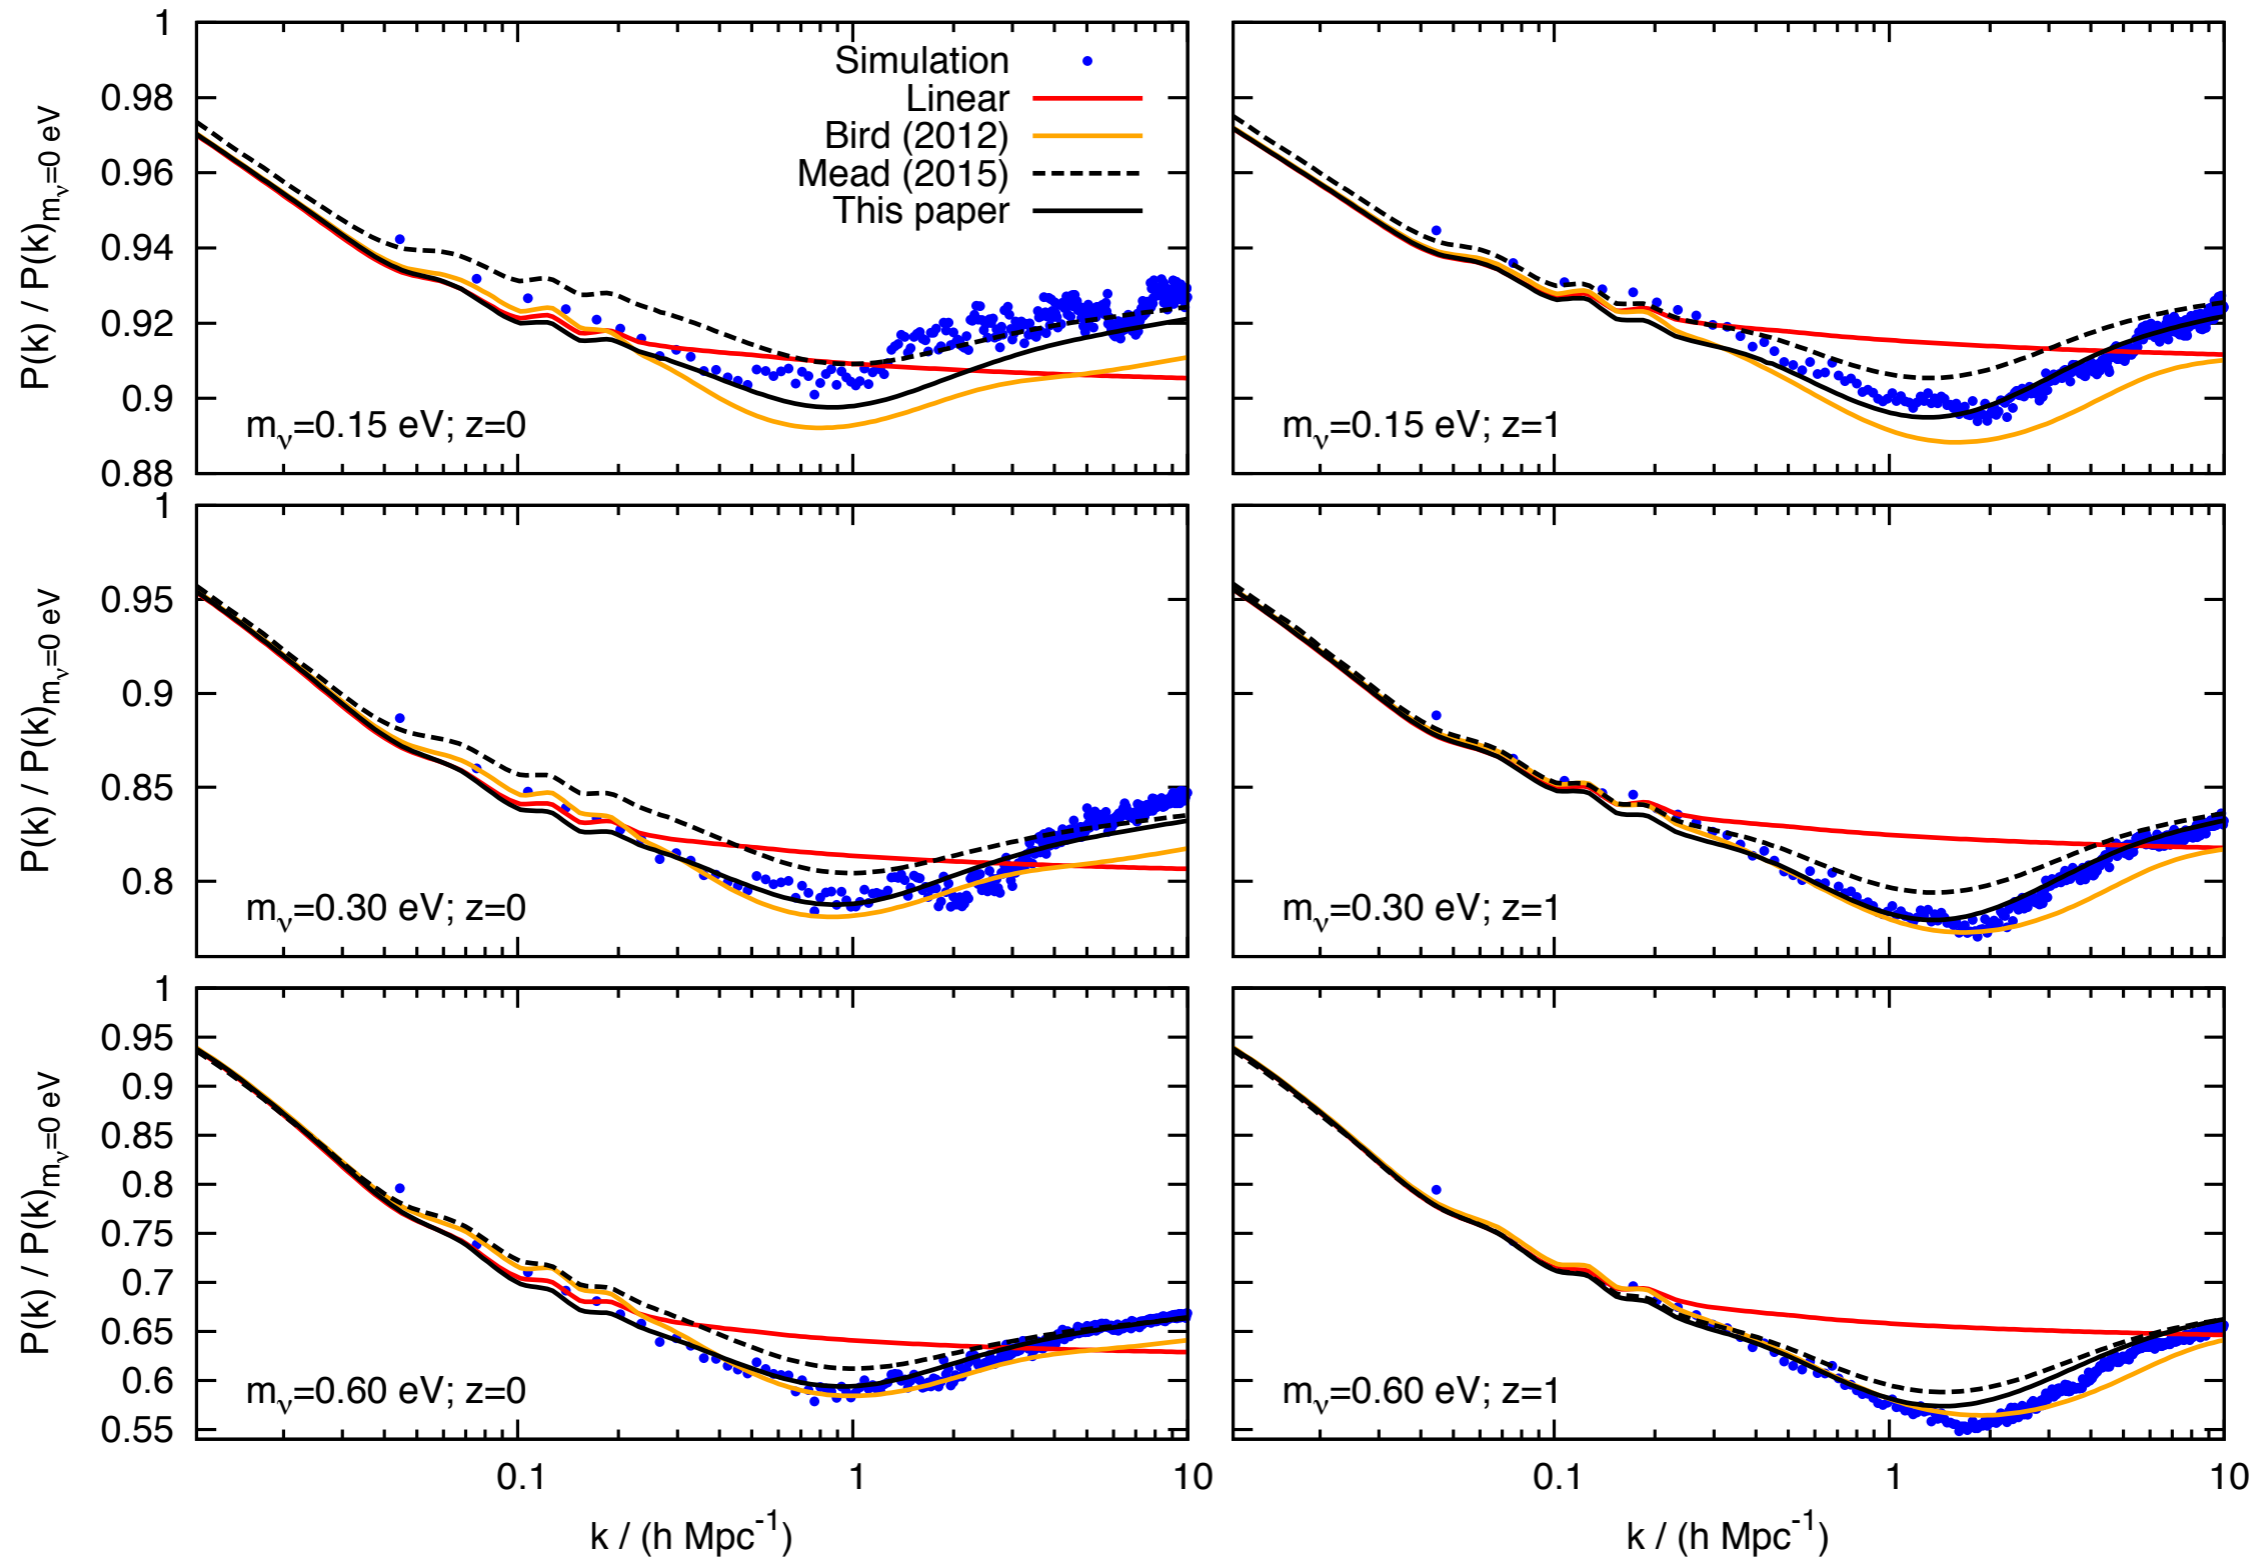 1
0.98
0.96
0.94
0.92
0.9
0.88
P(k) / P(k)mν=0 eV
Simulation
Linear
Bird (2012)
Mead (2015)
This paper
mν=0.15 eV; z=0
mν=0.15 eV; z=1
1
0.95
0.9
0.85
0.8
P(k) / P(k)mν=0 eV
mν=0.30 eV; z=0
mν=0.30 eV; z=1
1
0.95
0.9
0.85
0.8
0.75
0.7
0.65
0.6
0.55
P(k) / P(k)mν=0 eV
mν=0.60 eV; z=0
mν=0.60 eV; z=1
0.1 1 10
0.1 1 10
k / (h Mpc-1)
k / (h Mpc-1)